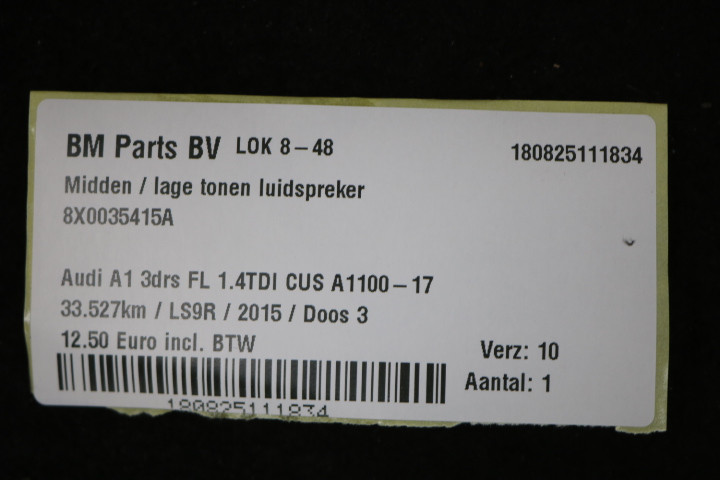 BM Parts BV LOK 8-48 180825111834
Midden / lage tonen luidspreker
8X0035415A
Audi A1 3drs FL 1.4TDI CUS A1100-17
33.527km / LS9R / 2015 / Doos 3
12.50 Euro incl. BTW
Verz: 10
Aantal: 1
180825111834